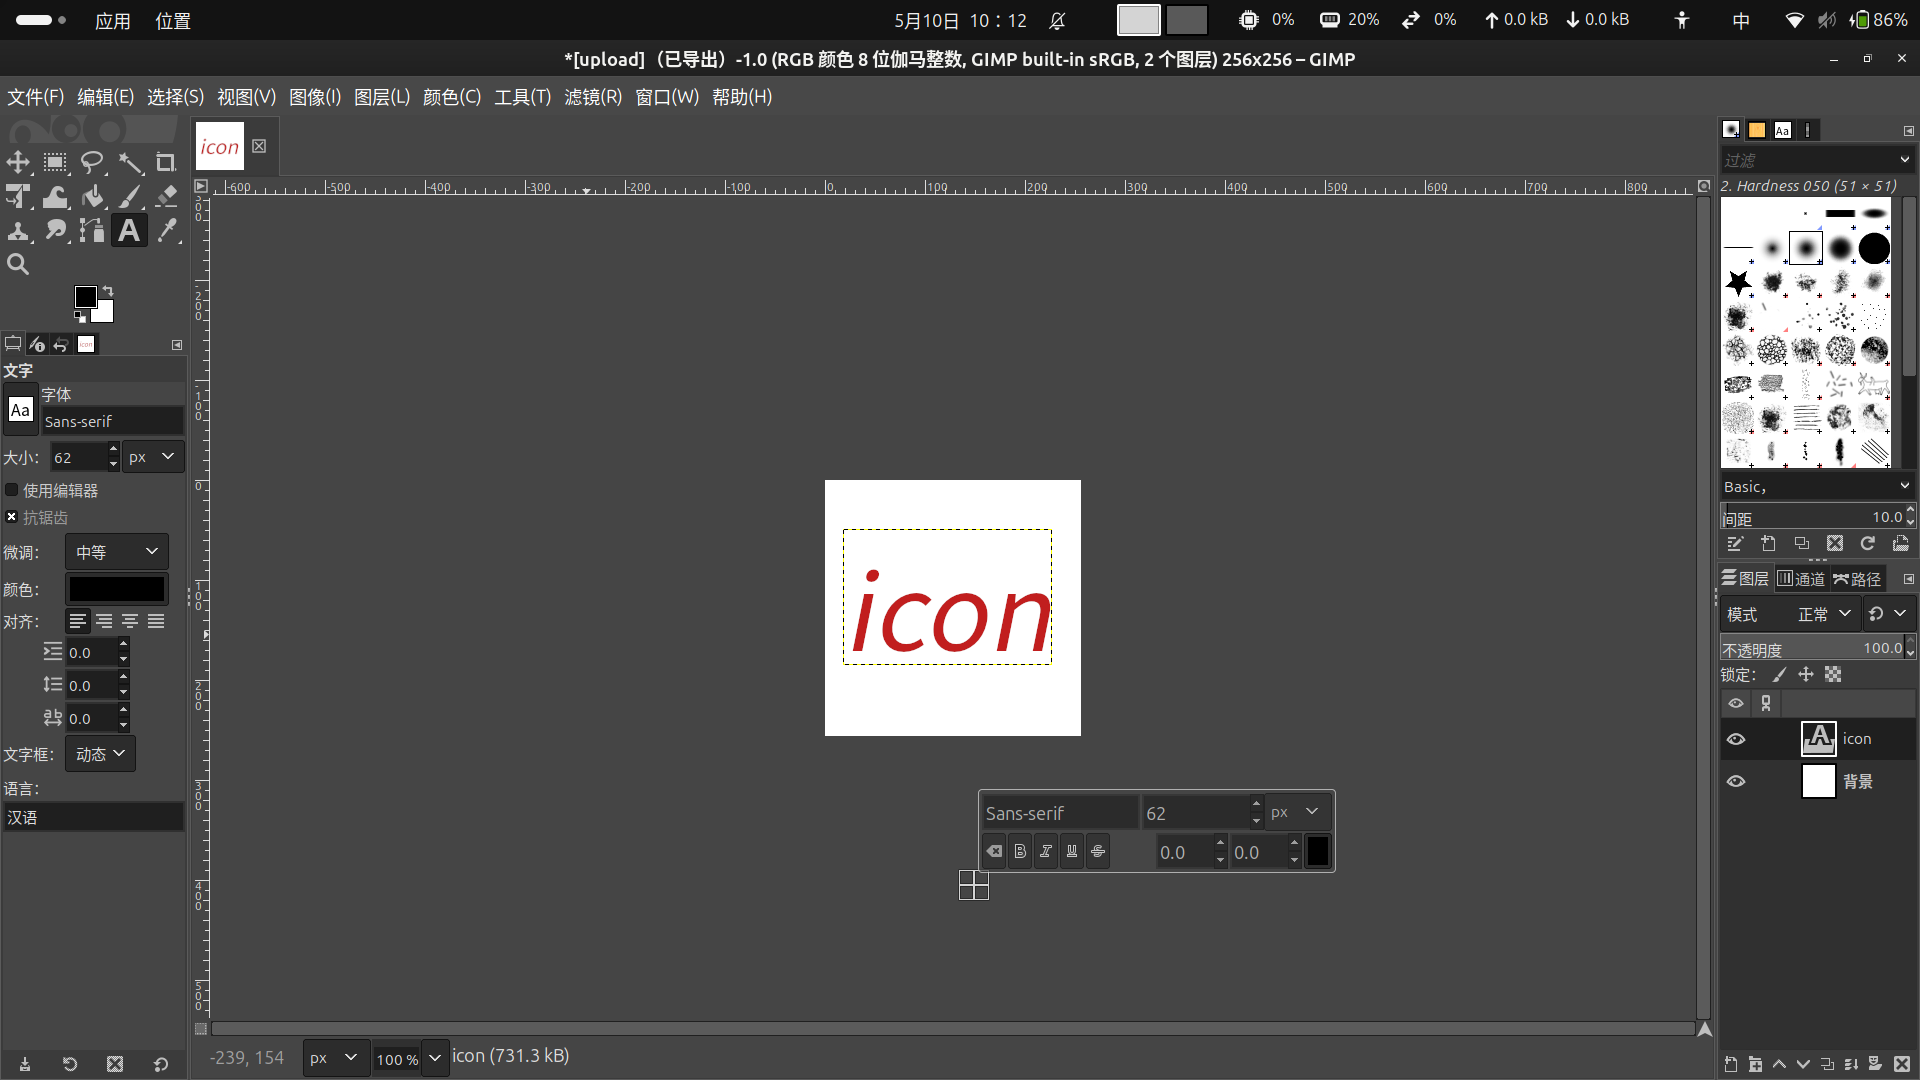 应用 位置
5月10日 10：12
0% 20% 0% 0.0 kB 0.0 kB 中 86%
*[upload]（已导出）-1.0 (RGB 颜色 8 位伽马整数, GIMP built-in sRGB, 2 个图层) 256x256 – GIMP
文件(F) 编辑(E) 选择(S) 视图(V) 图像(I) 图层(L) 颜色(C) 工具(T) 滤镜(R) 窗口(W) 帮助(H)
icon
-600 -500 -400 -300 -200 -100 0 100 200 300 400 500 600 700 800
文字
Aa
字体
Sans-serif
大小： 62 px
使用编辑器
抗锯齿
微调： 中等
颜色：
对齐：
0.0
0.0
0.0
文字框： 动态
语言：
汉语
icon
Sans-serif 62 px
0.0 0.0
-239, 154 px 100 % icon (731.3 kB)
Aa
过滤
2. Hardness 050 (51 × 51)
Basic,
间距 10.0
图层 通道 路径
模式 正常
不透明度 100.0
锁定：
icon
背景